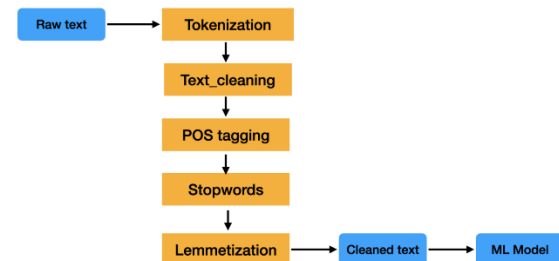 Raw text
Tokenization
Text_cleaning
POS tagging
Stopwords
Lemmetization
Cleaned text
ML Model